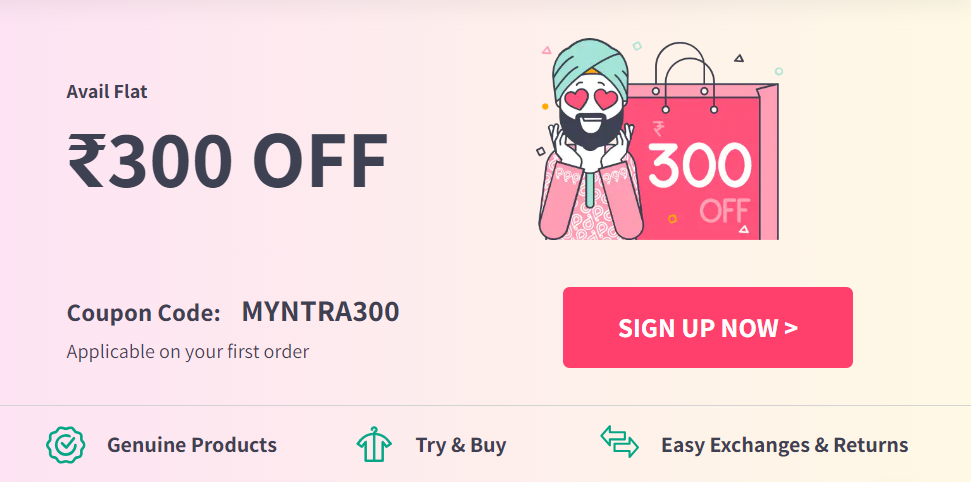 Avail Flat
₹300 OFF
₹
300
OFF
Coupon Code: MYNTRA300
Applicable on your first order
SIGN UP NOW >
Genuine Products
Try & Buy
Easy Exchanges & Returns